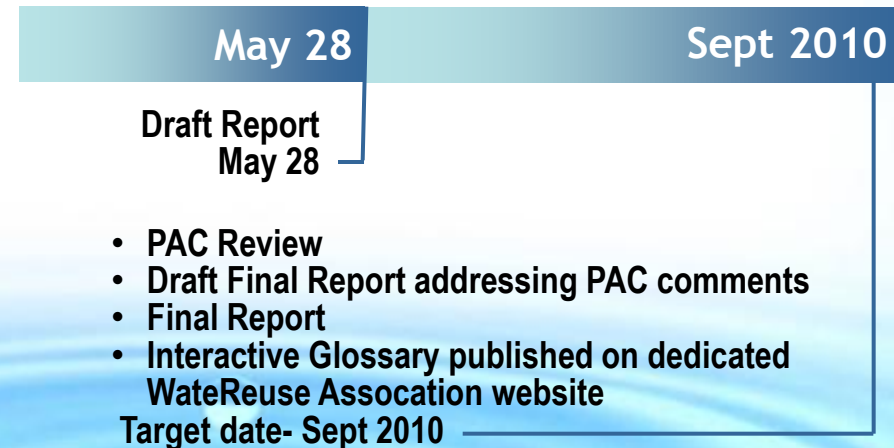 May 28
Sept 2010
Draft Report
May 28
• PAC Review
• Draft Final Report addressing PAC comments
• Final Report
• Interactive Glossary published on dedicated
WateReuse Assocation website
Target date- Sept 2010